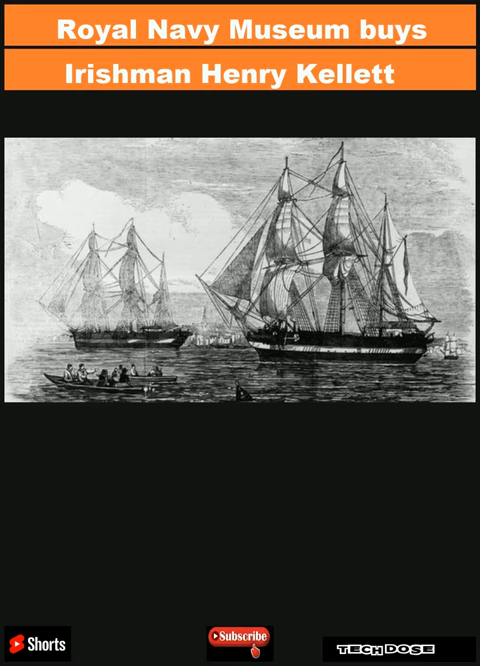 Royal Navy Museum buys
Irishman Henry Kellett
Shorts
Subscribe
TECH DOSE